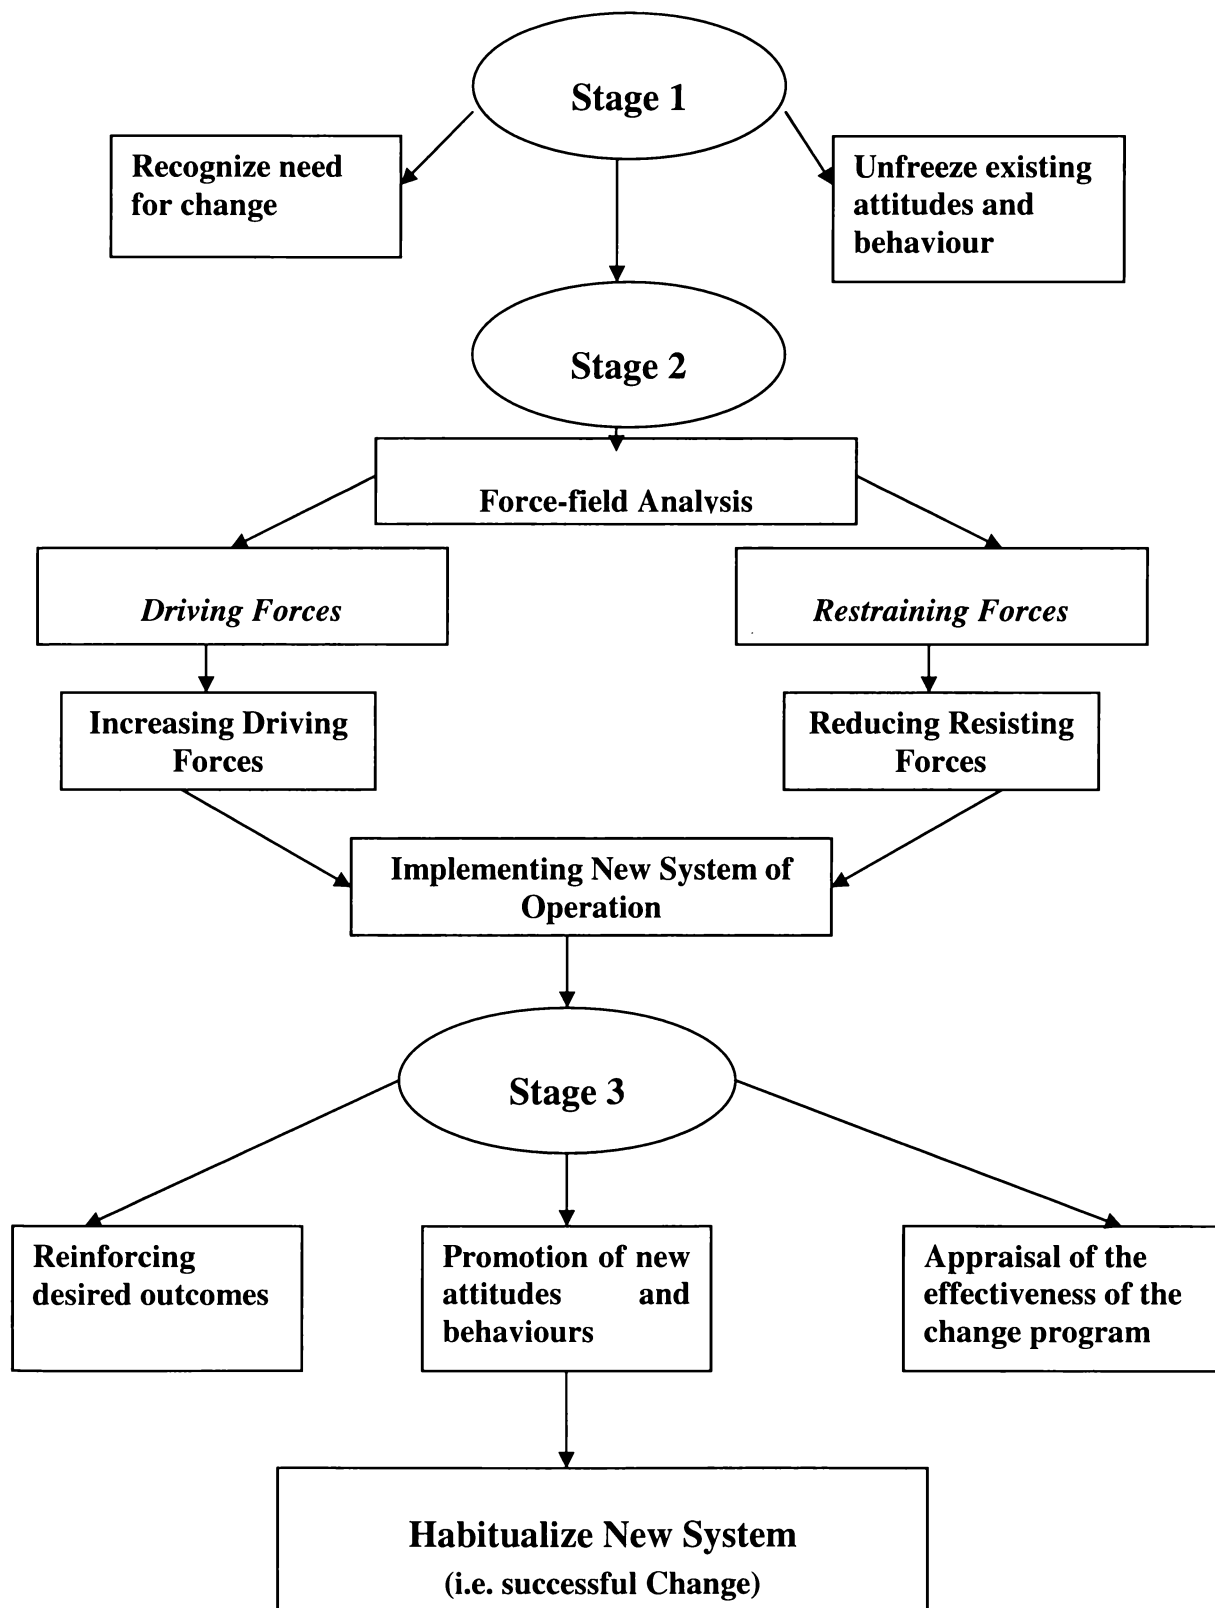 Stage 1
Recognize need
for change
Unfreeze existing
attitudes and
behaviour
Stage 2
Force-field Analysis
Driving Forces
Restraining Forces
Increasing Driving
Forces
Reducing Resisting
Forces
Implementing New System of
Operation
Stage 3
Reinforcing
desired outcomes
Promotion of new
attitudes and
behaviours
Appraisal of the
effectiveness of the
change program
Habitualize New System
(i.e. successful Change)